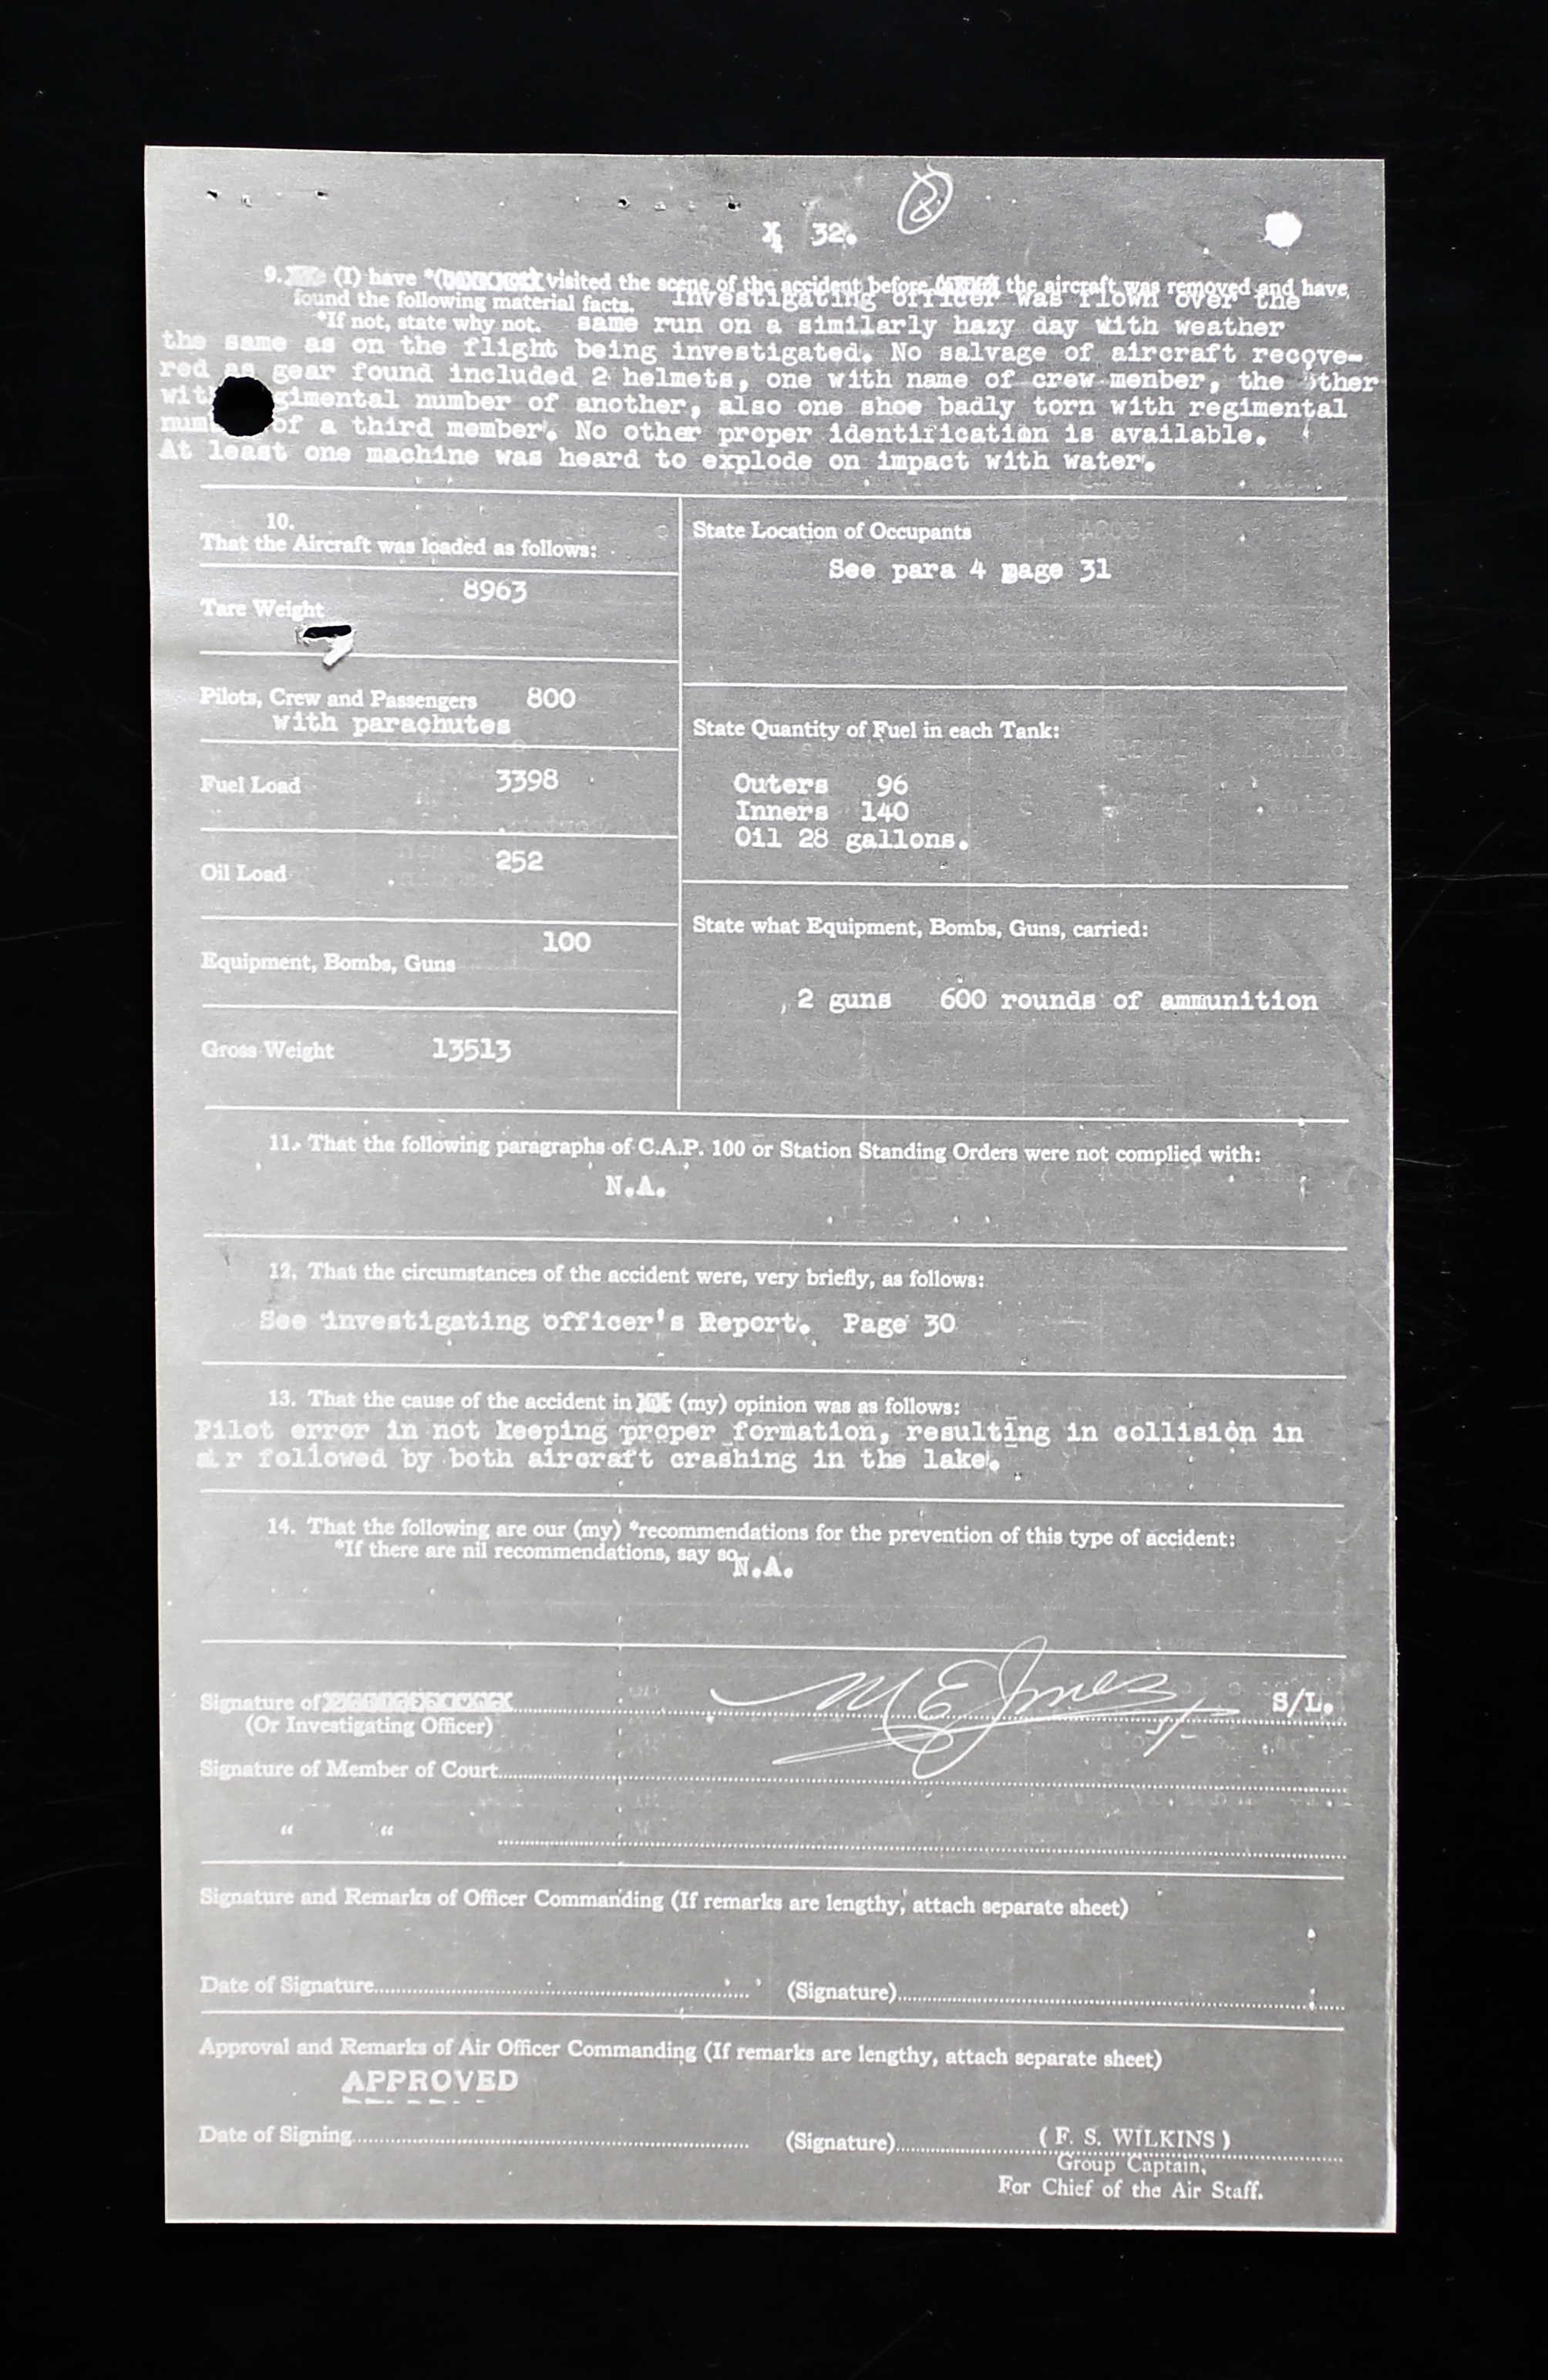 8
32.
9. (I) have *( visited the scene of the accident before the aircraft was removed and have
found the following material facts. Investigating officer was flown over the
*If not, state why not. same run on a similarly hazy day with weather
the same as on the flight being investigated. No salvage of aircraft recove-
red as gear found included 2 helmets, one with name of crew menber, the other
with gimental number of another, also one shoe badly torn with regimental
num of a third member. No other proper identification is available.
At least one machine was heard to explode on impact with water.
10.
That the Aircraft was loaded as follows:
Tare Weight 8963
Pilots, Crew and Passengers 800
with parachutes
Fuel Load 3398
Oil Load 252
Equipment, Bombs, Guns 100
Gross Weight 13513
State Location of Occupants
See para 4 page 31
State Quantity of Fuel in each Tank:
Outers 96
Inners 140
Oil 28 gallons.
State what Equipment, Bombs, Guns, carried:
2 guns 600 rounds of ammunition
11. That the following paragraphs of C.A.P. 100 or Station Standing Orders were not complied with:
N.A.
12. That the circumstances of the accident were, very briefly, as follows:
See investigating officer's Report. Page 30
13. That the cause of the accident in (my) opinion was as follows:
Pilot error in not keeping proper formation, resulting in collision in
air followed by both aircraft crashing in the lake.
14. That the following are our (my) *recommendations for the prevention of this type of accident:
*If there are nil recommendations, say so. N.A.
Signature of M E Jones S/L.
(Or Investigating Officer)
Signature of Member of Court
" "
Signature and Remarks of Officer Commanding (If remarks are lengthy, attach separate sheet)
Date of Signature (Signature)
Approval and Remarks of Air Officer Commanding (If remarks are lengthy, attach separate sheet)
APPROVED
Date of Signing (Signature) ( F. S. WILKINS )
Group Captain,
For Chief of the Air Staff.